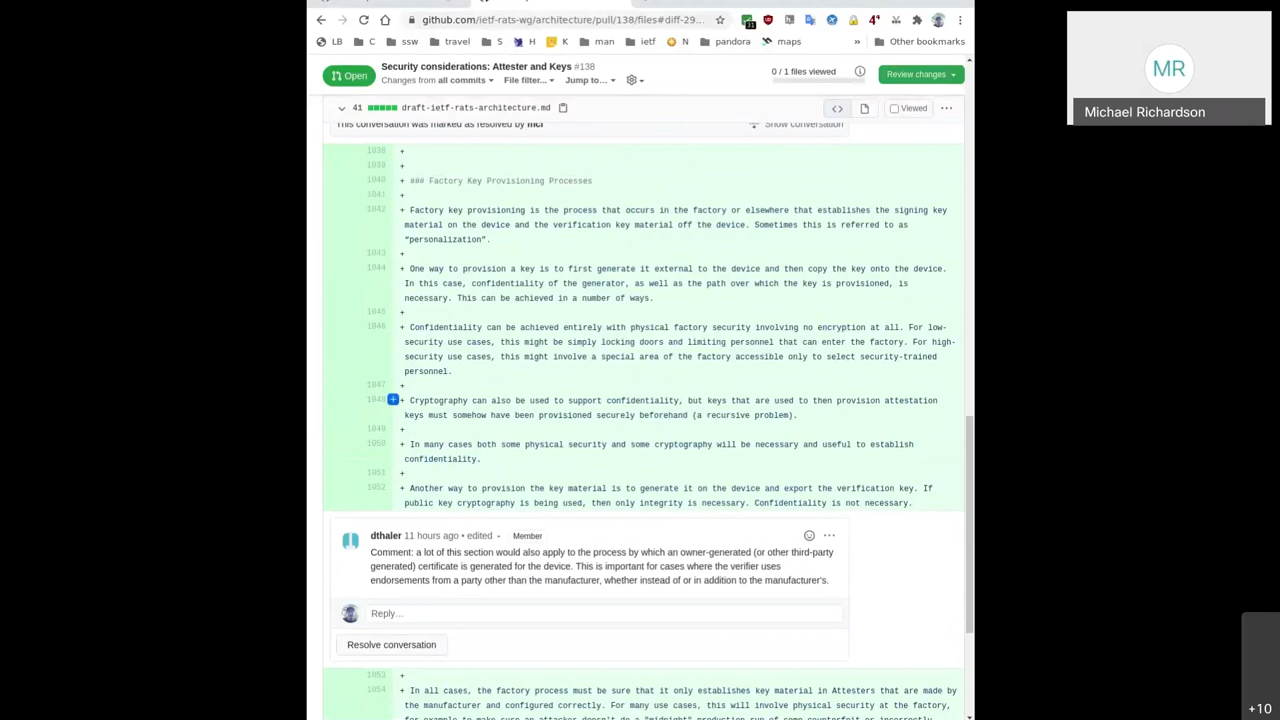 github.com/ietf-rats-wg/architecture/pull/138/files#diff-29...
LB C ssw travel S H K man ietf N pandora maps » Other bookmarks
Open
Security considerations: Attester and Keys #138
Changes from all commits File filter... Jump to...
0 / 1 files viewed
Review changes
MR
Michael Richardson
41 draft-ietf-rats-architecture.md
Viewed
This conversation was marked as resolved by mcr
Show conversation
1038 +
1039 +
1040 + ### Factory Key Provisioning Processes
1041 +
1042 + Factory key provisioning is the process that occurs in the factory or elsewhere that establishes the signing key
material on the device and the verification key material off the device. Sometimes this is referred to as
“personalization”.
1043 +
1044 + One way to provision a key is to first generate it external to the device and then copy the key onto the device.
In this case, confidentiality of the generator, as well as the path over which the key is provisioned, is
necessary. This can be achieved in a number of ways.
1045 +
1046 + Confidentiality can be achieved entirely with physical factory security involving no encryption at all. For low-
security use cases, this might be simply locking doors and limiting personnel that can enter the factory. For high-
security use cases, this might involve a special area of the factory accessible only to select security-trained
personnel.
1047 +
1048 + Cryptography can also be used to support confidentiality, but keys that are used to then provision attestation
keys must somehow have been provisioned securely beforehand (a recursive problem).
1049 +
1050 + In many cases both some physical security and some cryptography will be necessary and useful to establish
confidentiality.
1051 +
1052 + Another way to provision the key material is to generate it on the device and export the verification key. If
public key cryptography is being used, then only integrity is necessary. Confidentiality is not necessary.
dthaler 11 hours ago • edited Member
Comment: a lot of this section would also apply to the process by which an owner-generated (or other third-party
generated) certificate is generated for the device. This is important for cases where the verifier uses
endorsements from a party other than the manufacturer, whether instead of or in addition to the manufacturer's.
Reply...
Resolve conversation
1053 +
1054 + In all cases, the factory process must be sure that it only establishes key material in Attesters that are made by
the manufacturer and configured correctly. For many use cases, this will involve physical security at the factory,
for example to make sure an attacker doesn't do a "midnight" production run of some counterfeit or incorrectly
+10